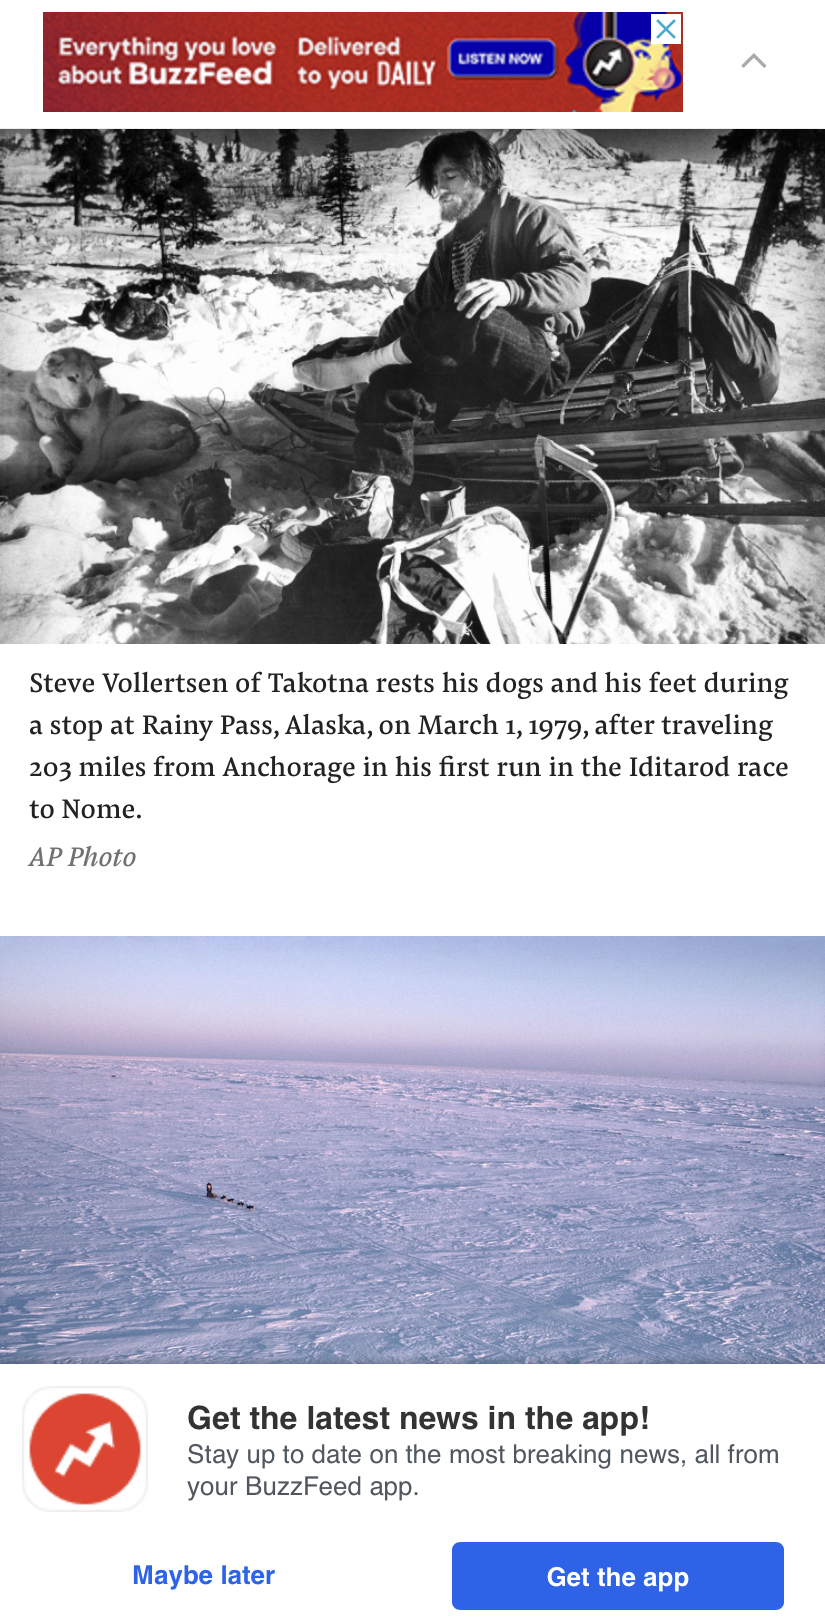 Everything you love
about BuzzFeed
Delivered
to you DAILY
LISTEN NOW
Steve Vollertsen of Takotna rests his dogs and his feet during
a stop at Rainy Pass, Alaska, on March 1, 1979, after traveling
203 miles from Anchorage in his first run in the Iditarod race
to Nome.
AP Photo
Get the latest news in the app!
Stay up to date on the most breaking news, all from
your BuzzFeed app.
Maybe later
Get the app